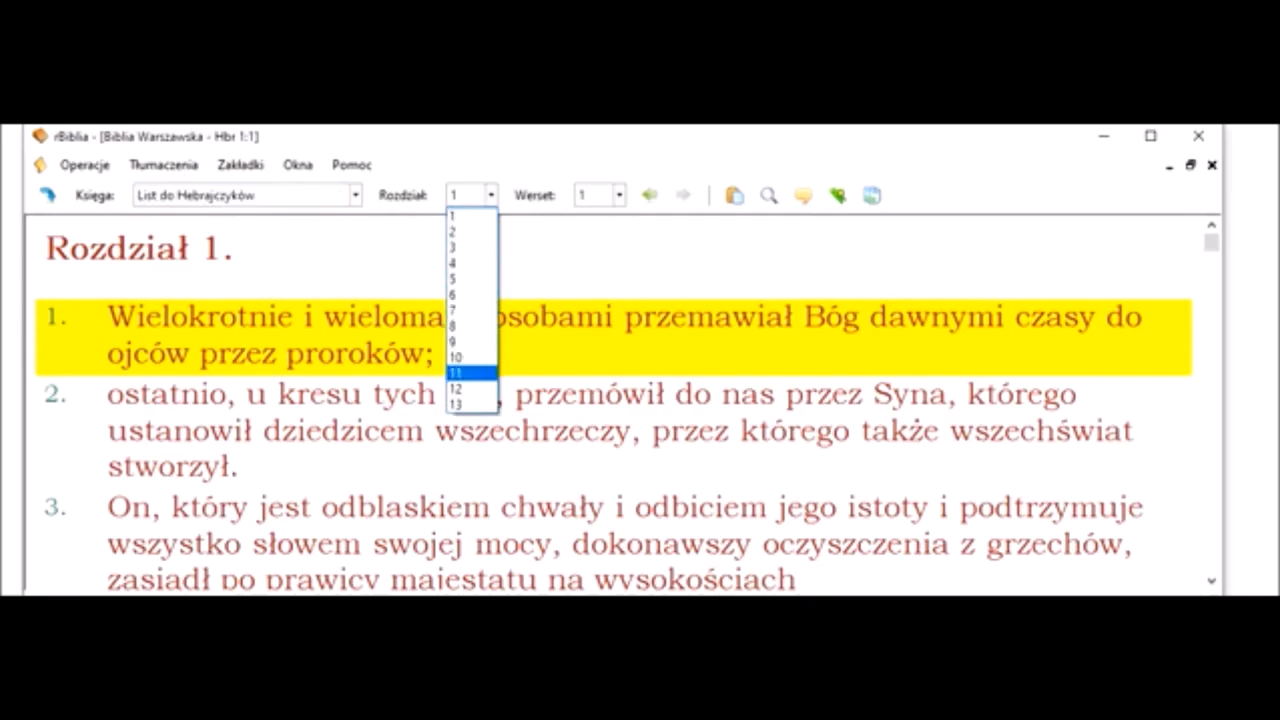 rBiblia - [Biblia Warszawska - Hbr 1:1]
Operacje Tłumaczenia Zakładki Okna Pomoc
Księga: List do Hebrajczyków Rozdział: 1 Werset: 1
1
2
3
4
5
6
7
8
9
10
11
12
13
Rozdział 1.
1. Wielokrotnie i wieloma osobami przemawiał Bóg dawnymi czasy do
ojców przez proroków;
2. ostatnio, u kresu tych , przemówił do nas przez Syna, którego
ustanowił dziedzicem wszechrzeczy, przez którego także wszechświat
stworzył.
3. On, który jest odblaskiem chwały i odbiciem jego istoty i podtrzymuje
wszystko słowem swojej mocy, dokonawszy oczyszczenia z grzechów,
zasiadł po prawicy majestatu na wysokościach